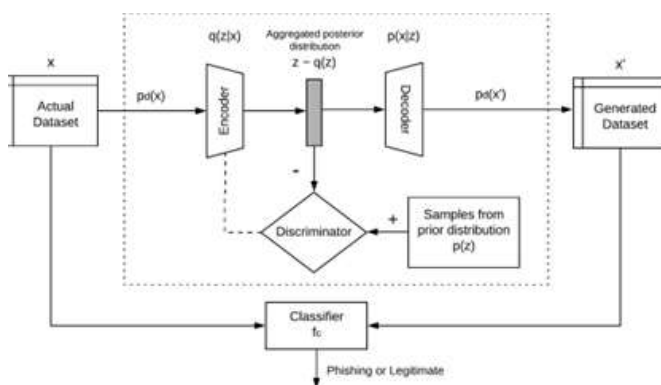 q(z|x)
Aggregated posterior
distribution
z ~ q(z)
p(x|z)
x
x'
Actual
Dataset
pd(x)
Encoder
Decoder
pd(x')
Generated
Dataset
-
Discriminator
+
Samples from
prior distribution
p(z)
Classifier
fc
Phishing or Legitimate